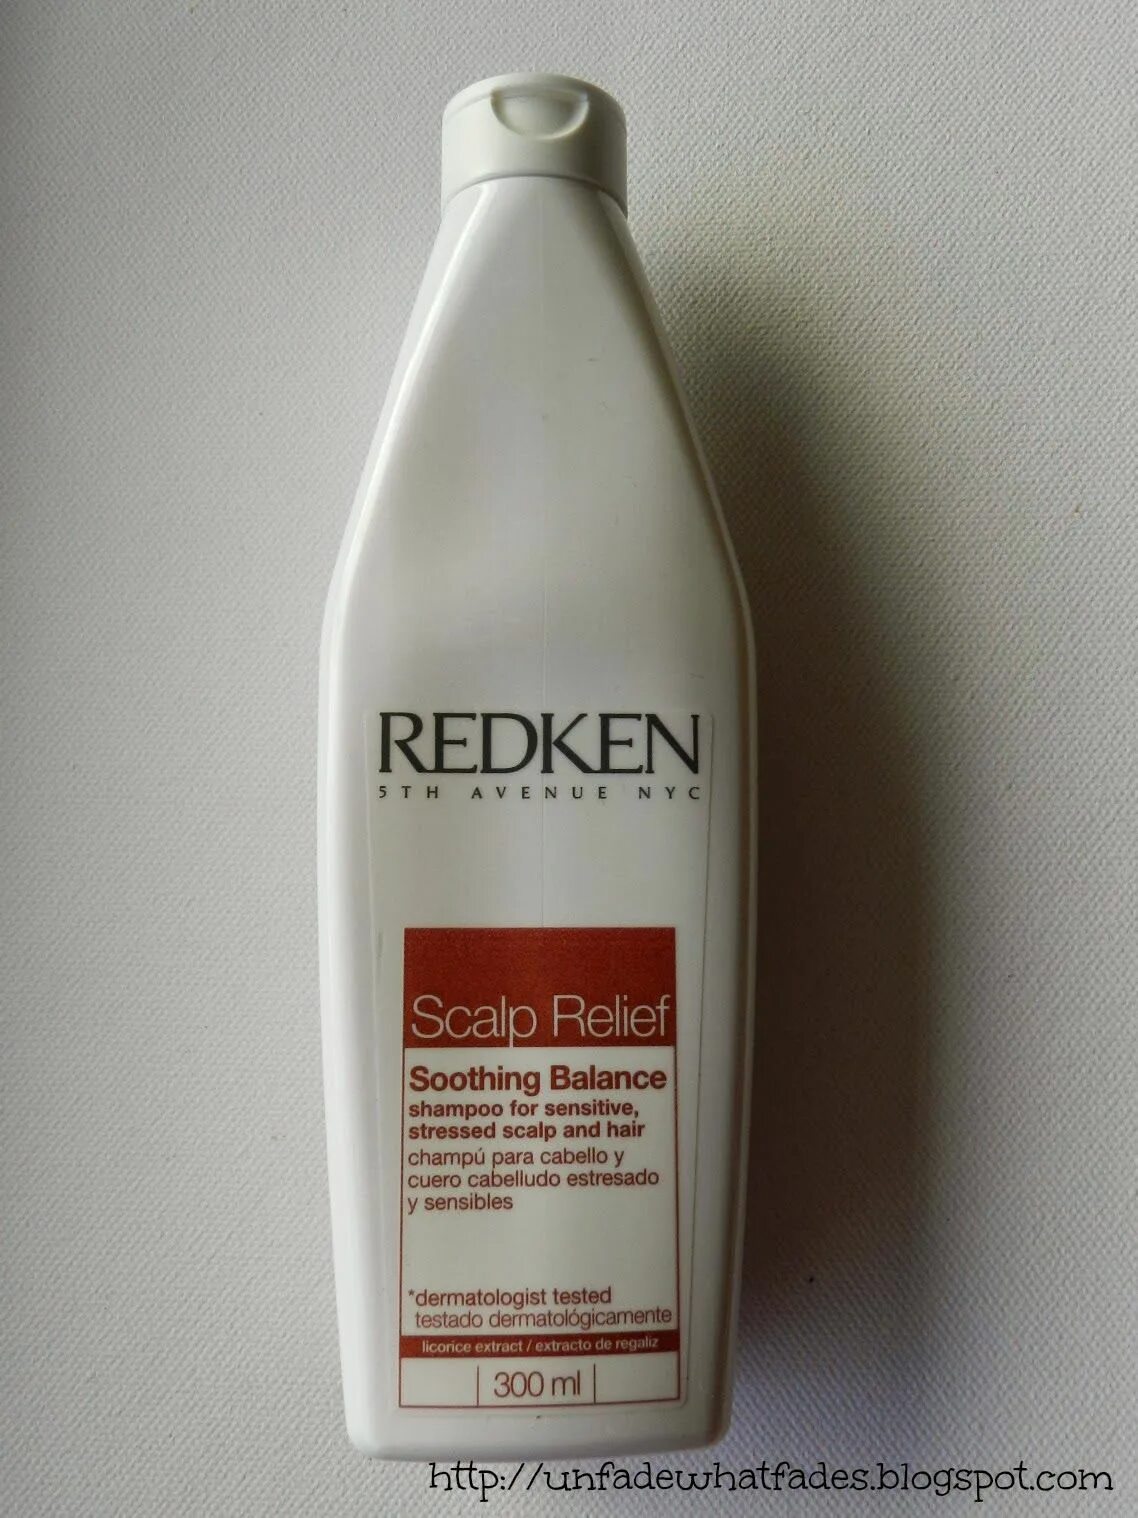 REDKEN
5TH AVENUE NYC
Scalp Relief
Soothing Balance
shampoo for sensitive,
stressed scalp and hair
champú para cabello y
cuero cabelludo estresado
y sensibles
*dermatologist tested
testado dermatológicamente
licorice extract / extracto de regaliz
300 ml
http://unfadewhatfades.blogspot.com